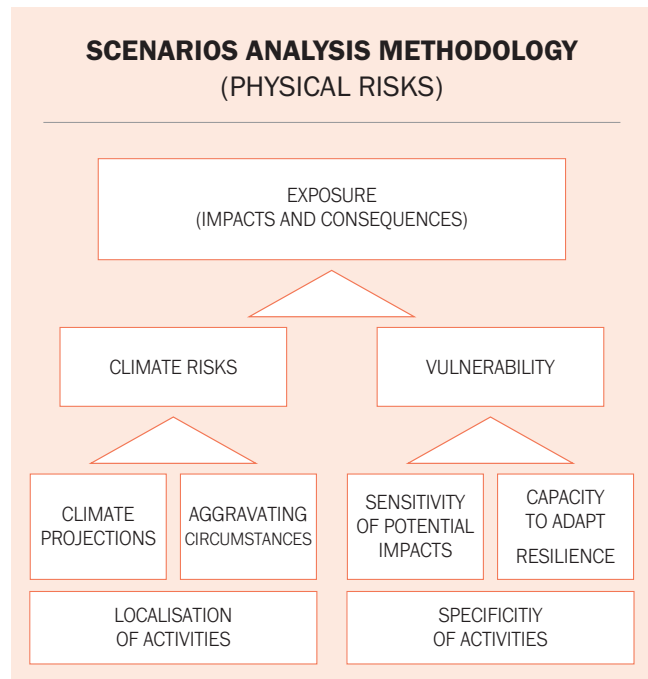 SCENARIOS ANALYSIS METHODOLOGY
(PHYSICAL RISKS)
EXPOSURE
(IMPACTS AND CONSEQUENCES)
CLIMATE RISKS
VULNERABILITY
CLIMATE
PROJECTIONS
AGGRAVATING
CIRCUMSTANCES
SENSITIVITY
OF POTENTIAL
IMPACTS
CAPACITY
TO ADAPT
RESILIENCE
LOCALISATION
OF ACTIVITIES
SPECIFICITIY
OF ACTIVITIES